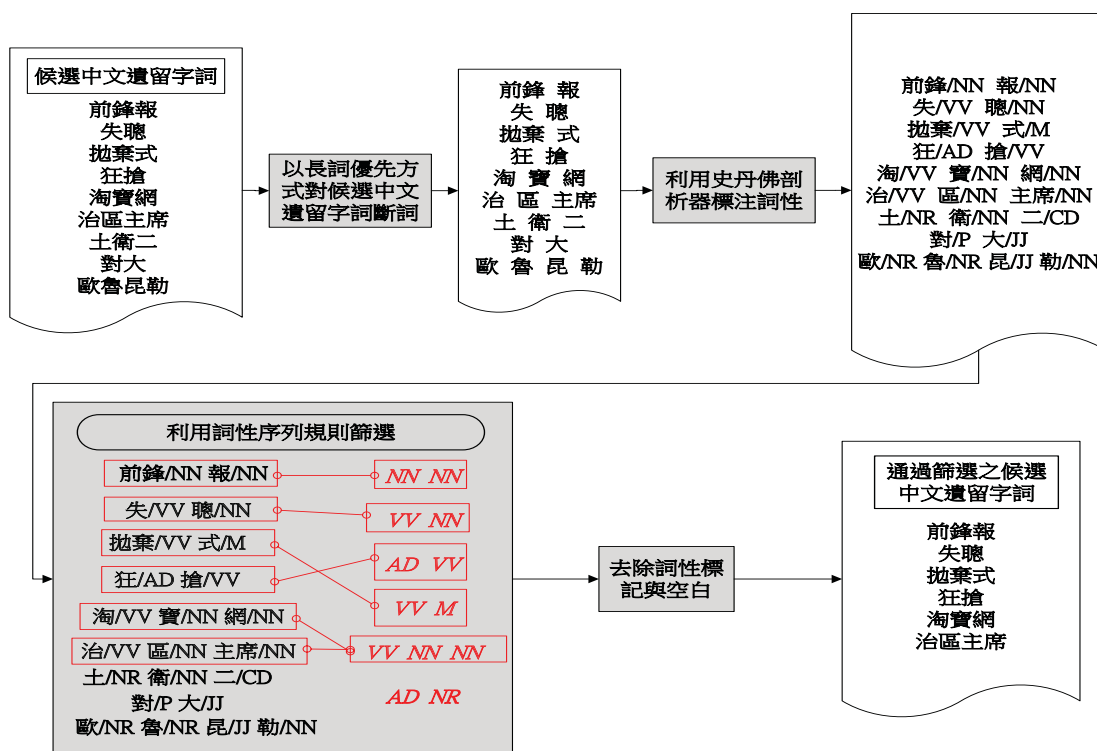 候選中文遺留字詞
前鋒報
失聰
拋棄式
狂搶
淘寶網
治區主席
土衛二
對大
歐魯昆勒
以長詞優先方
式對候選中文
遺留字詞斷詞
前鋒 報
失 聰
拋棄 式
狂 搶
淘 寶 網
治 區 主席
土 衛 二
對 大
歐 魯 昆 勒
利用史丹佛剖
析器標注詞性
前鋒/NN 報/NN
失/VV 聰/NN
拋棄/VV 式/M
狂/AD 搶/VV
淘/VV 寶/NN 網/NN
治/VV 區/NN 主席/NN
土/NR 衛/NN 二/CD
對/P 大/JJ
歐/NR 魯/NR 昆/JJ 勒/NN
利用詞性序列規則篩選
前鋒/NN 報/NN
失/VV 聰/NN
拋棄/VV 式/M
狂/AD 搶/VV
淘/VV 寶/NN 網/NN
治/VV 區/NN 主席/NN
土/NR 衛/NN 二/CD
對/P 大/JJ
歐/NR 魯/NR 昆/JJ 勒/NN
NN NN
VV NN
AD VV
VV M
VV NN NN
AD NR
去除詞性標
記與空白
通過篩選之候選
中文遺留字詞
前鋒報
失聰
拋棄式
狂搶
淘寶網
治區主席